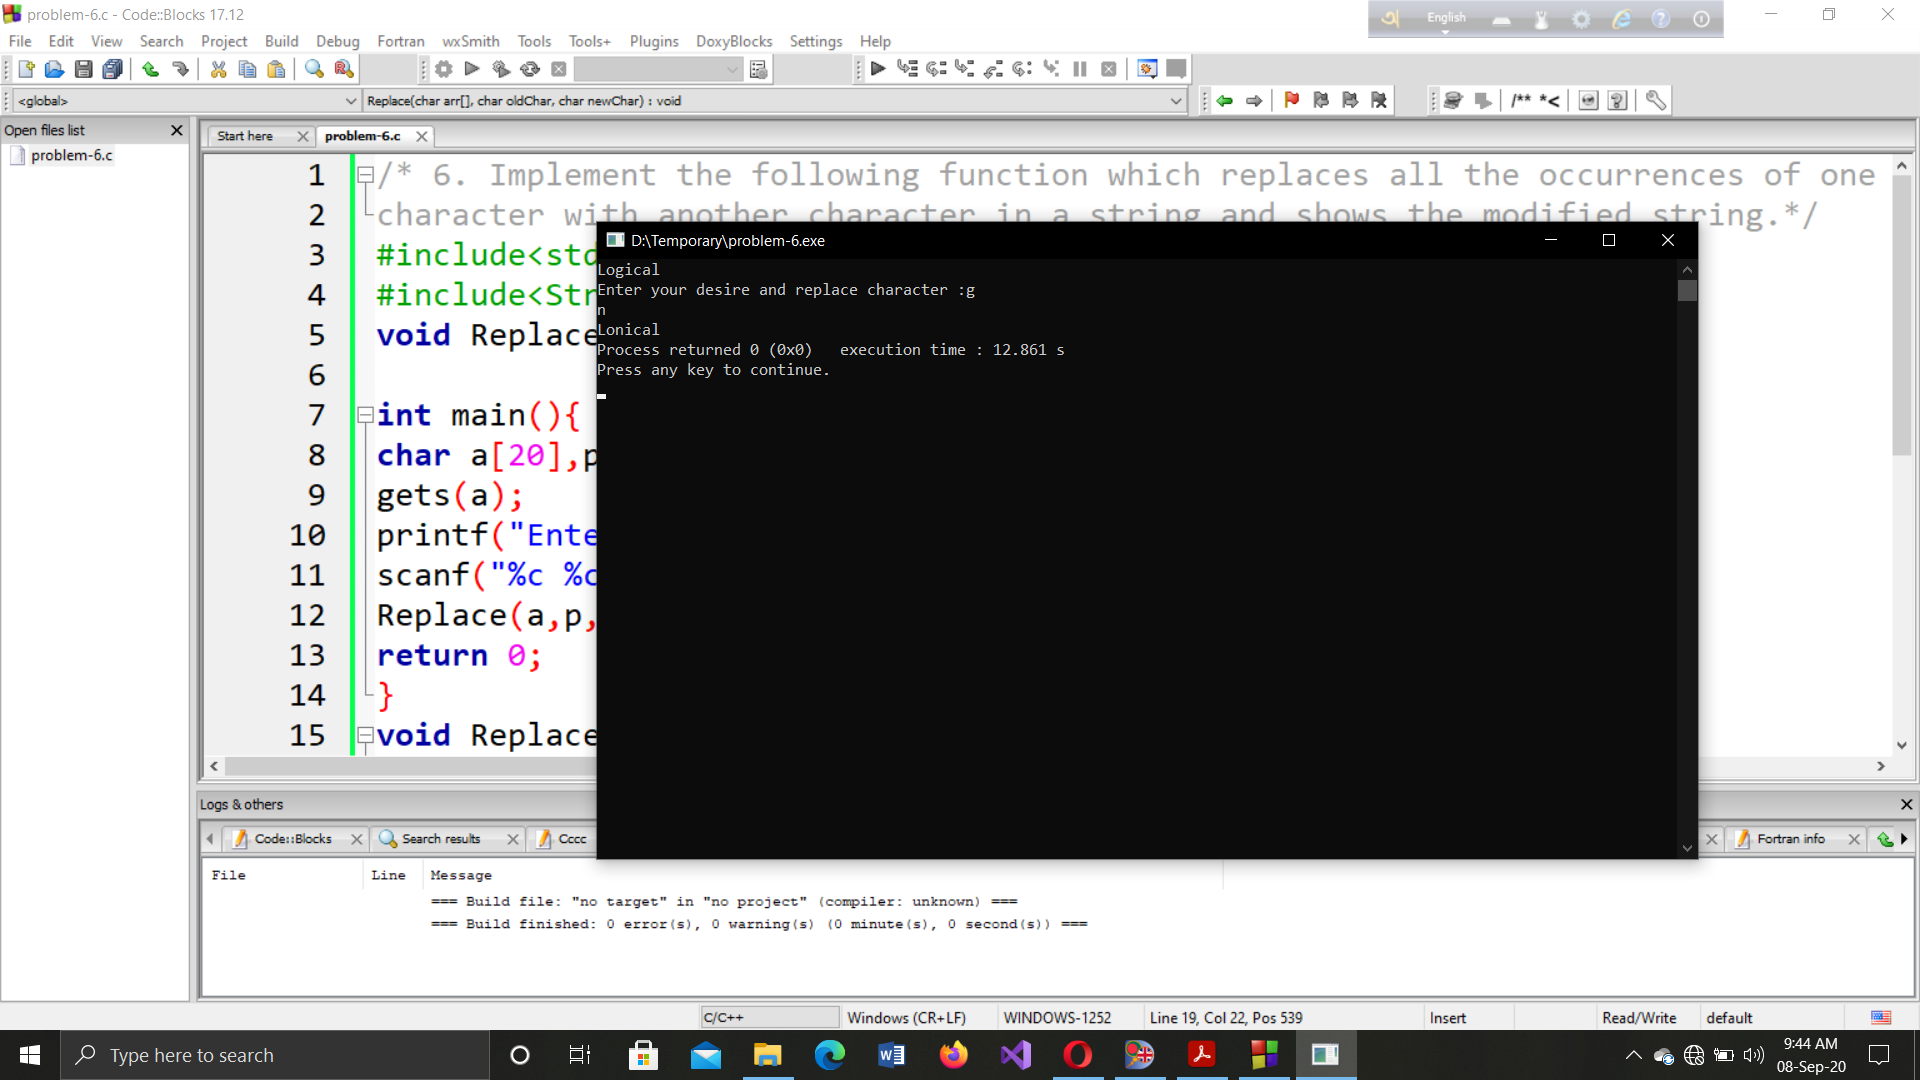 problem-6.c - Code::Blocks 17.12
English
File Edit View Search Project Build Debug Fortran wxSmith Tools Tools+ Plugins DoxyBlocks Settings Help
<global>
Replace(char arr[], char oldChar, char newChar) : void
/** *<
Open files list
problem-6.c
Start here
problem-6.c
1 /* 6. Implement the following function which replaces all the occurrences of one
2 character with another character in a string and shows the modified string.*/
3 #include<std
4 #include<Str
5 void Replace
6
7 int main(){
8 char a[20],p
9 gets(a);
10 printf("Ente
11 scanf("%c %c
12 Replace(a,p,
13 return 0;
14 }
15 void Replace
D:\Temporary\problem-6.exe
Logical
Enter your desire and replace character :g
n
Lonical
Process returned 0 (0x0)   execution time : 12.861 s
Press any key to continue.
Logs & others
Code::Blocks
Search results
Cccc
Fortran info
File Line Message
=== Build file: "no target" in "no project" (compiler: unknown) ===
=== Build finished: 0 error(s), 0 warning(s) (0 minute(s), 0 second(s)) ===
C/C++
Windows (CR+LF)
WINDOWS-1252
Line 19, Col 22, Pos 539
Insert
Read/Write
default
Type here to search
9:44 AM
08-Sep-20